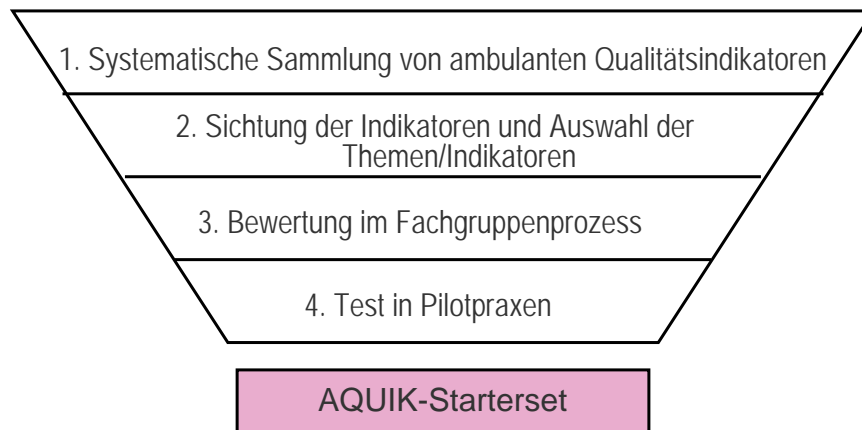 1. Systematische Sammlung von ambulanten Qualitätsindikatoren
2. Sichtung der Indikatoren und Auswahl der
Themen/Indikatoren
3. Bewertung im Fachgruppenprozess
4. Test in Pilotpraxen
AQUIK-Starterset